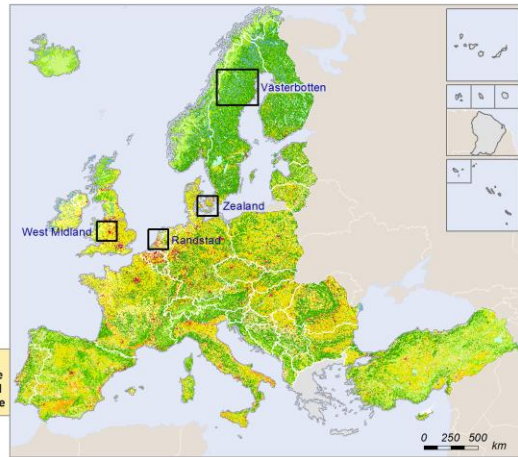 Västerbotten
Zealand
West Midland
Randstad
e
l
e
0 250 500 km